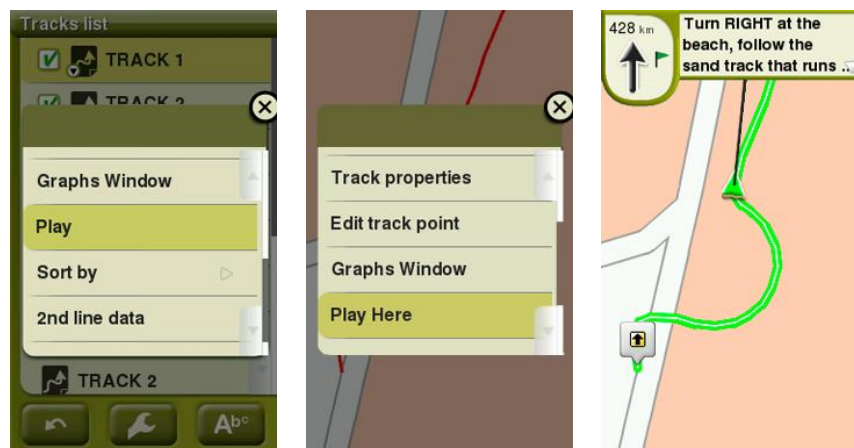 Tracks list
TRACK 1
TRACK 2
Graphs Window
Play
Sort by
2nd line data
TRACK 2
Abc
Track properties
Edit track point
Graphs Window
Play Here
428 km
Turn RIGHT at the
beach, follow the
sand track that runs ..